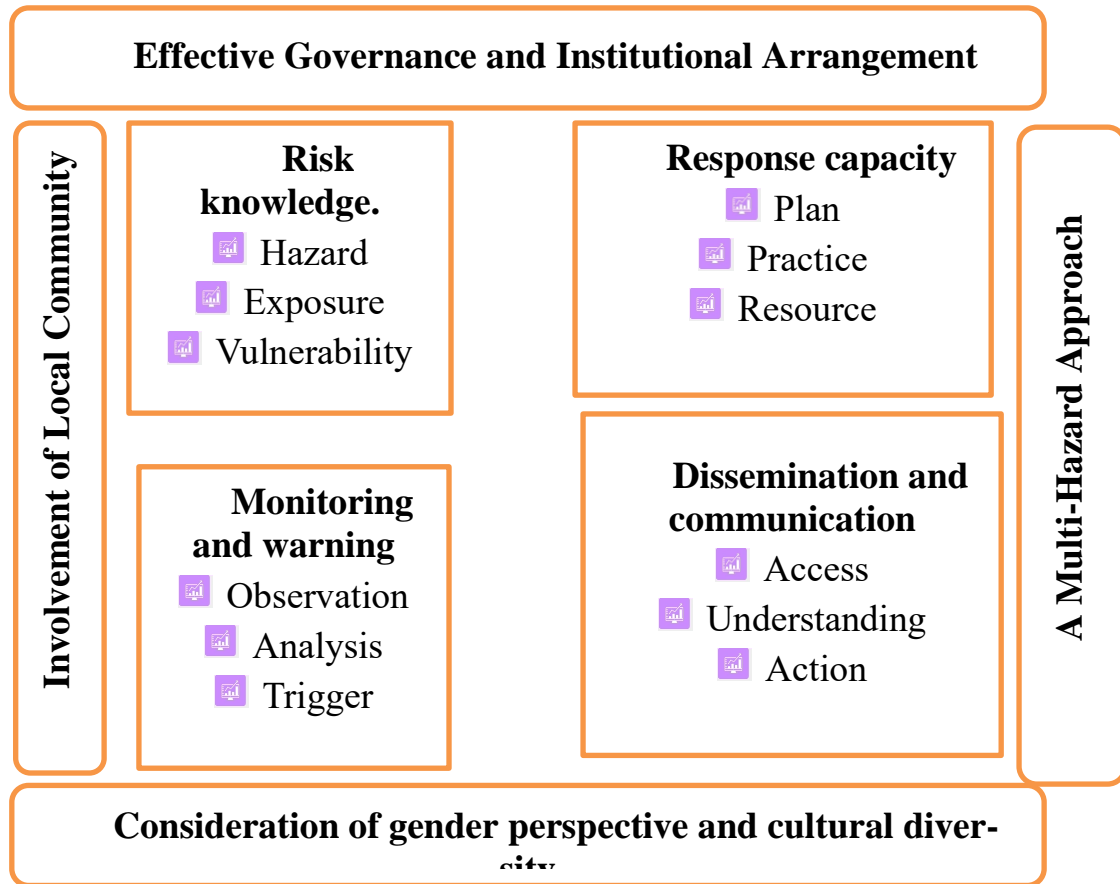 Effective Governance and Institutional Arrangement
Involvement of Local Community
Risk
knowledge.
Hazard
Exposure
Vulnerability
Response capacity
Plan
Practice
Resource
A Multi-Hazard Approach
Monitoring
and warning
Observation
Analysis
Trigger
Dissemination and
communication
Access
Understanding
Action
Consideration of gender perspective and cultural diver-
sity